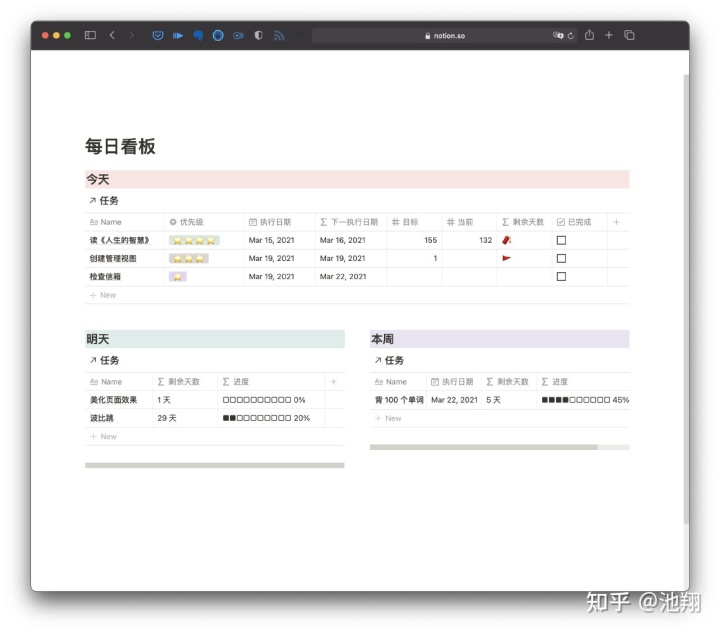 notion.so
每日看板
今天
任务
Name 优先级 执行日期 下一执行日期 目标 当前 剩余天数 已完成
读《人生的智慧》 Mar 15, 2021 Mar 16, 2021 155 132
创建管理视图 Mar 19, 2021 Mar 19, 2021 1
检查信箱 Mar 19, 2021 Mar 22, 2021
New
明天
任务
Name 剩余天数 进度
美化页面效果 1 天 0%
波比跳 29 天 20%
New
本周
任务
Name 执行日期 剩余天数 进度
背 100 个单词 Mar 22, 2021 5 天 45%
New
知乎 @池翔